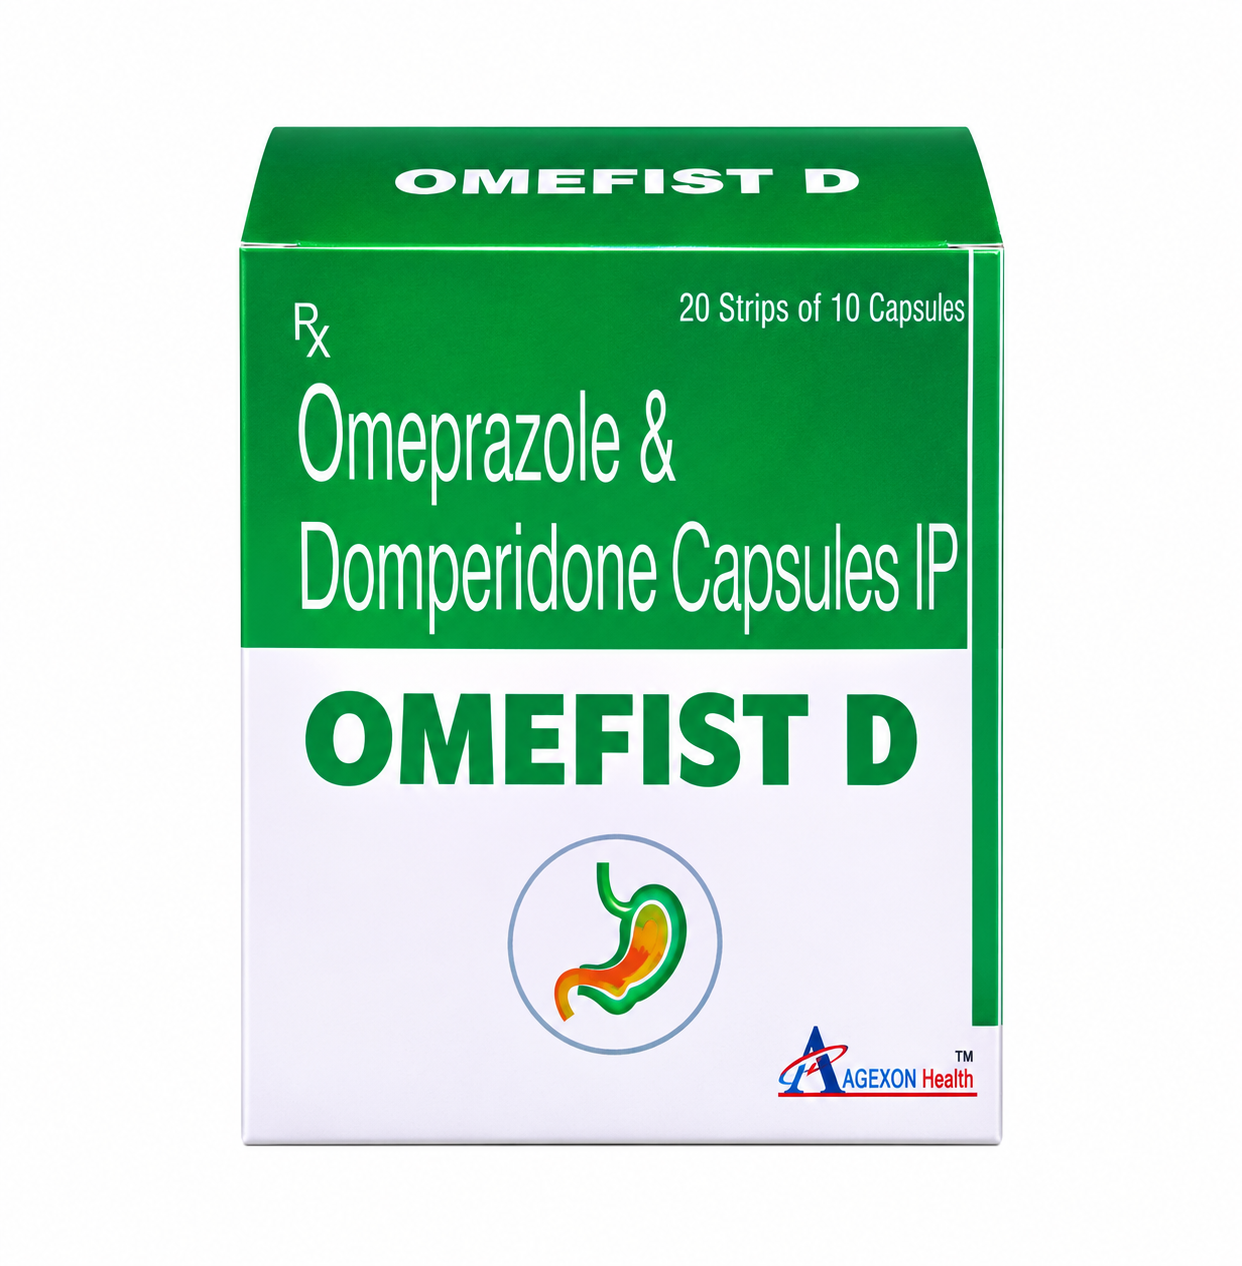 OMEFIST D
Rx
20 Strips of 10 Capsules
Omeprazole &
Domperidone Capsules IP
OMEFIST D
AGEXON Health TM